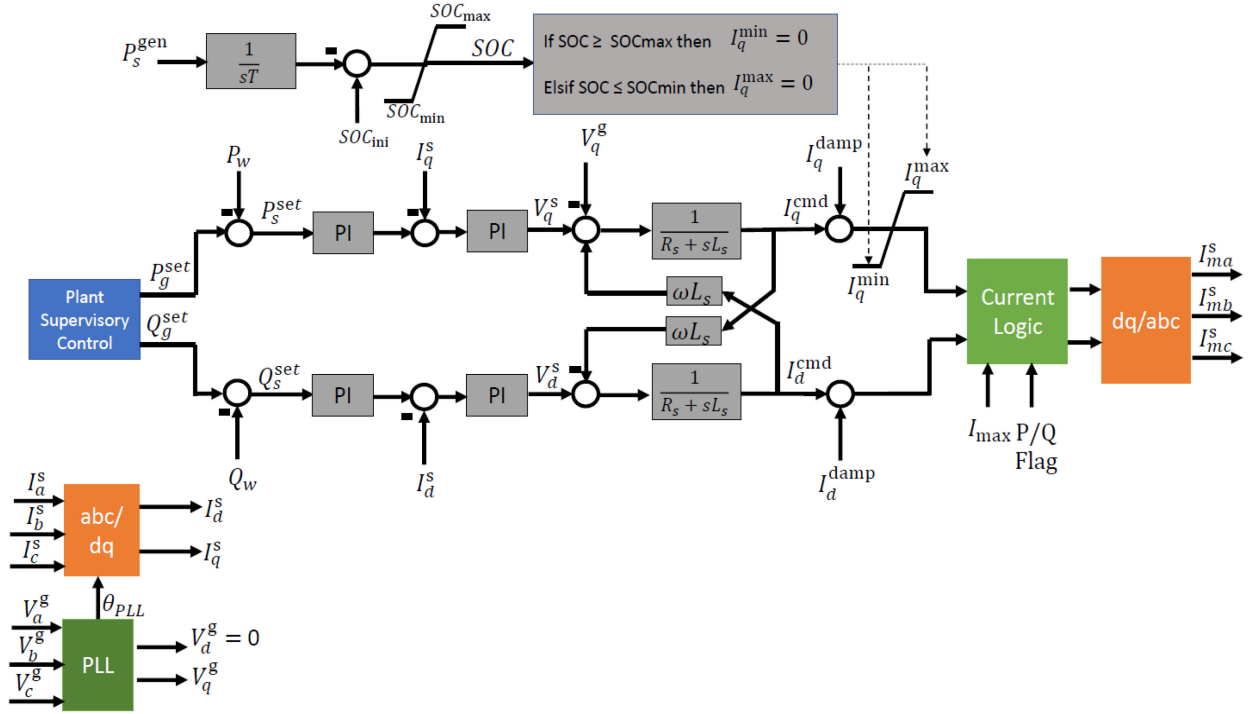 SOC_max
P_s^gen
1
sT
SOC
If SOC ≥ SOCmax then I_q^min = 0
Elsif SOC ≤ SOCmin then I_q^max = 0
SOC_min
SOC_ini
P_w
I_q^s
V_q^g
I_q^damp
I_q^max
P_s^set
PI
PI
V_q^s
1
R_s + sL_s
I_q^cmd
I_q^min
P_g^set
Plant
Supervisory
Control
Q_g^set
ωL_s
ωL_s
Current
Logic
dq/abc
I_ma^s
I_mb^s
I_mc^s
Q_s^set
PI
PI
V_d^s
1
R_s + sL_s
I_d^cmd
Q_w
I_d^s
I_d^damp
I_max
P/Q
Flag
I_a^s
I_b^s
I_c^s
abc/
dq
I_d^s
I_q^s
θ_PLL
V_a^g
V_b^g
V_c^g
PLL
V_d^g = 0
V_q^g